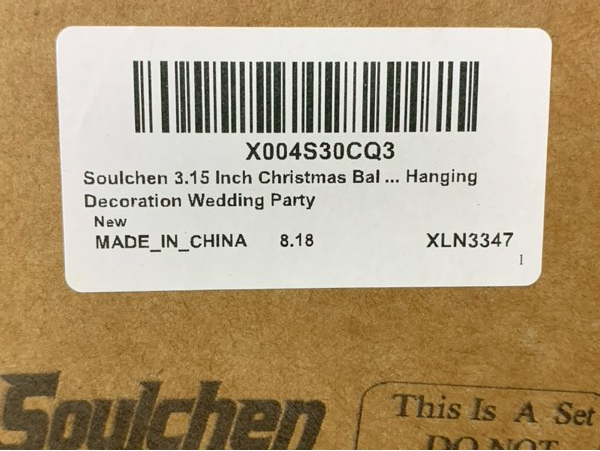 X004S30CQ3
Soulchen 3.15 Inch Christmas Bal ... Hanging
Decoration Wedding Party
New
MADE_IN_CHINA 8.18 XLN3347
1
Soulchen
This Is A Set
DO NOT